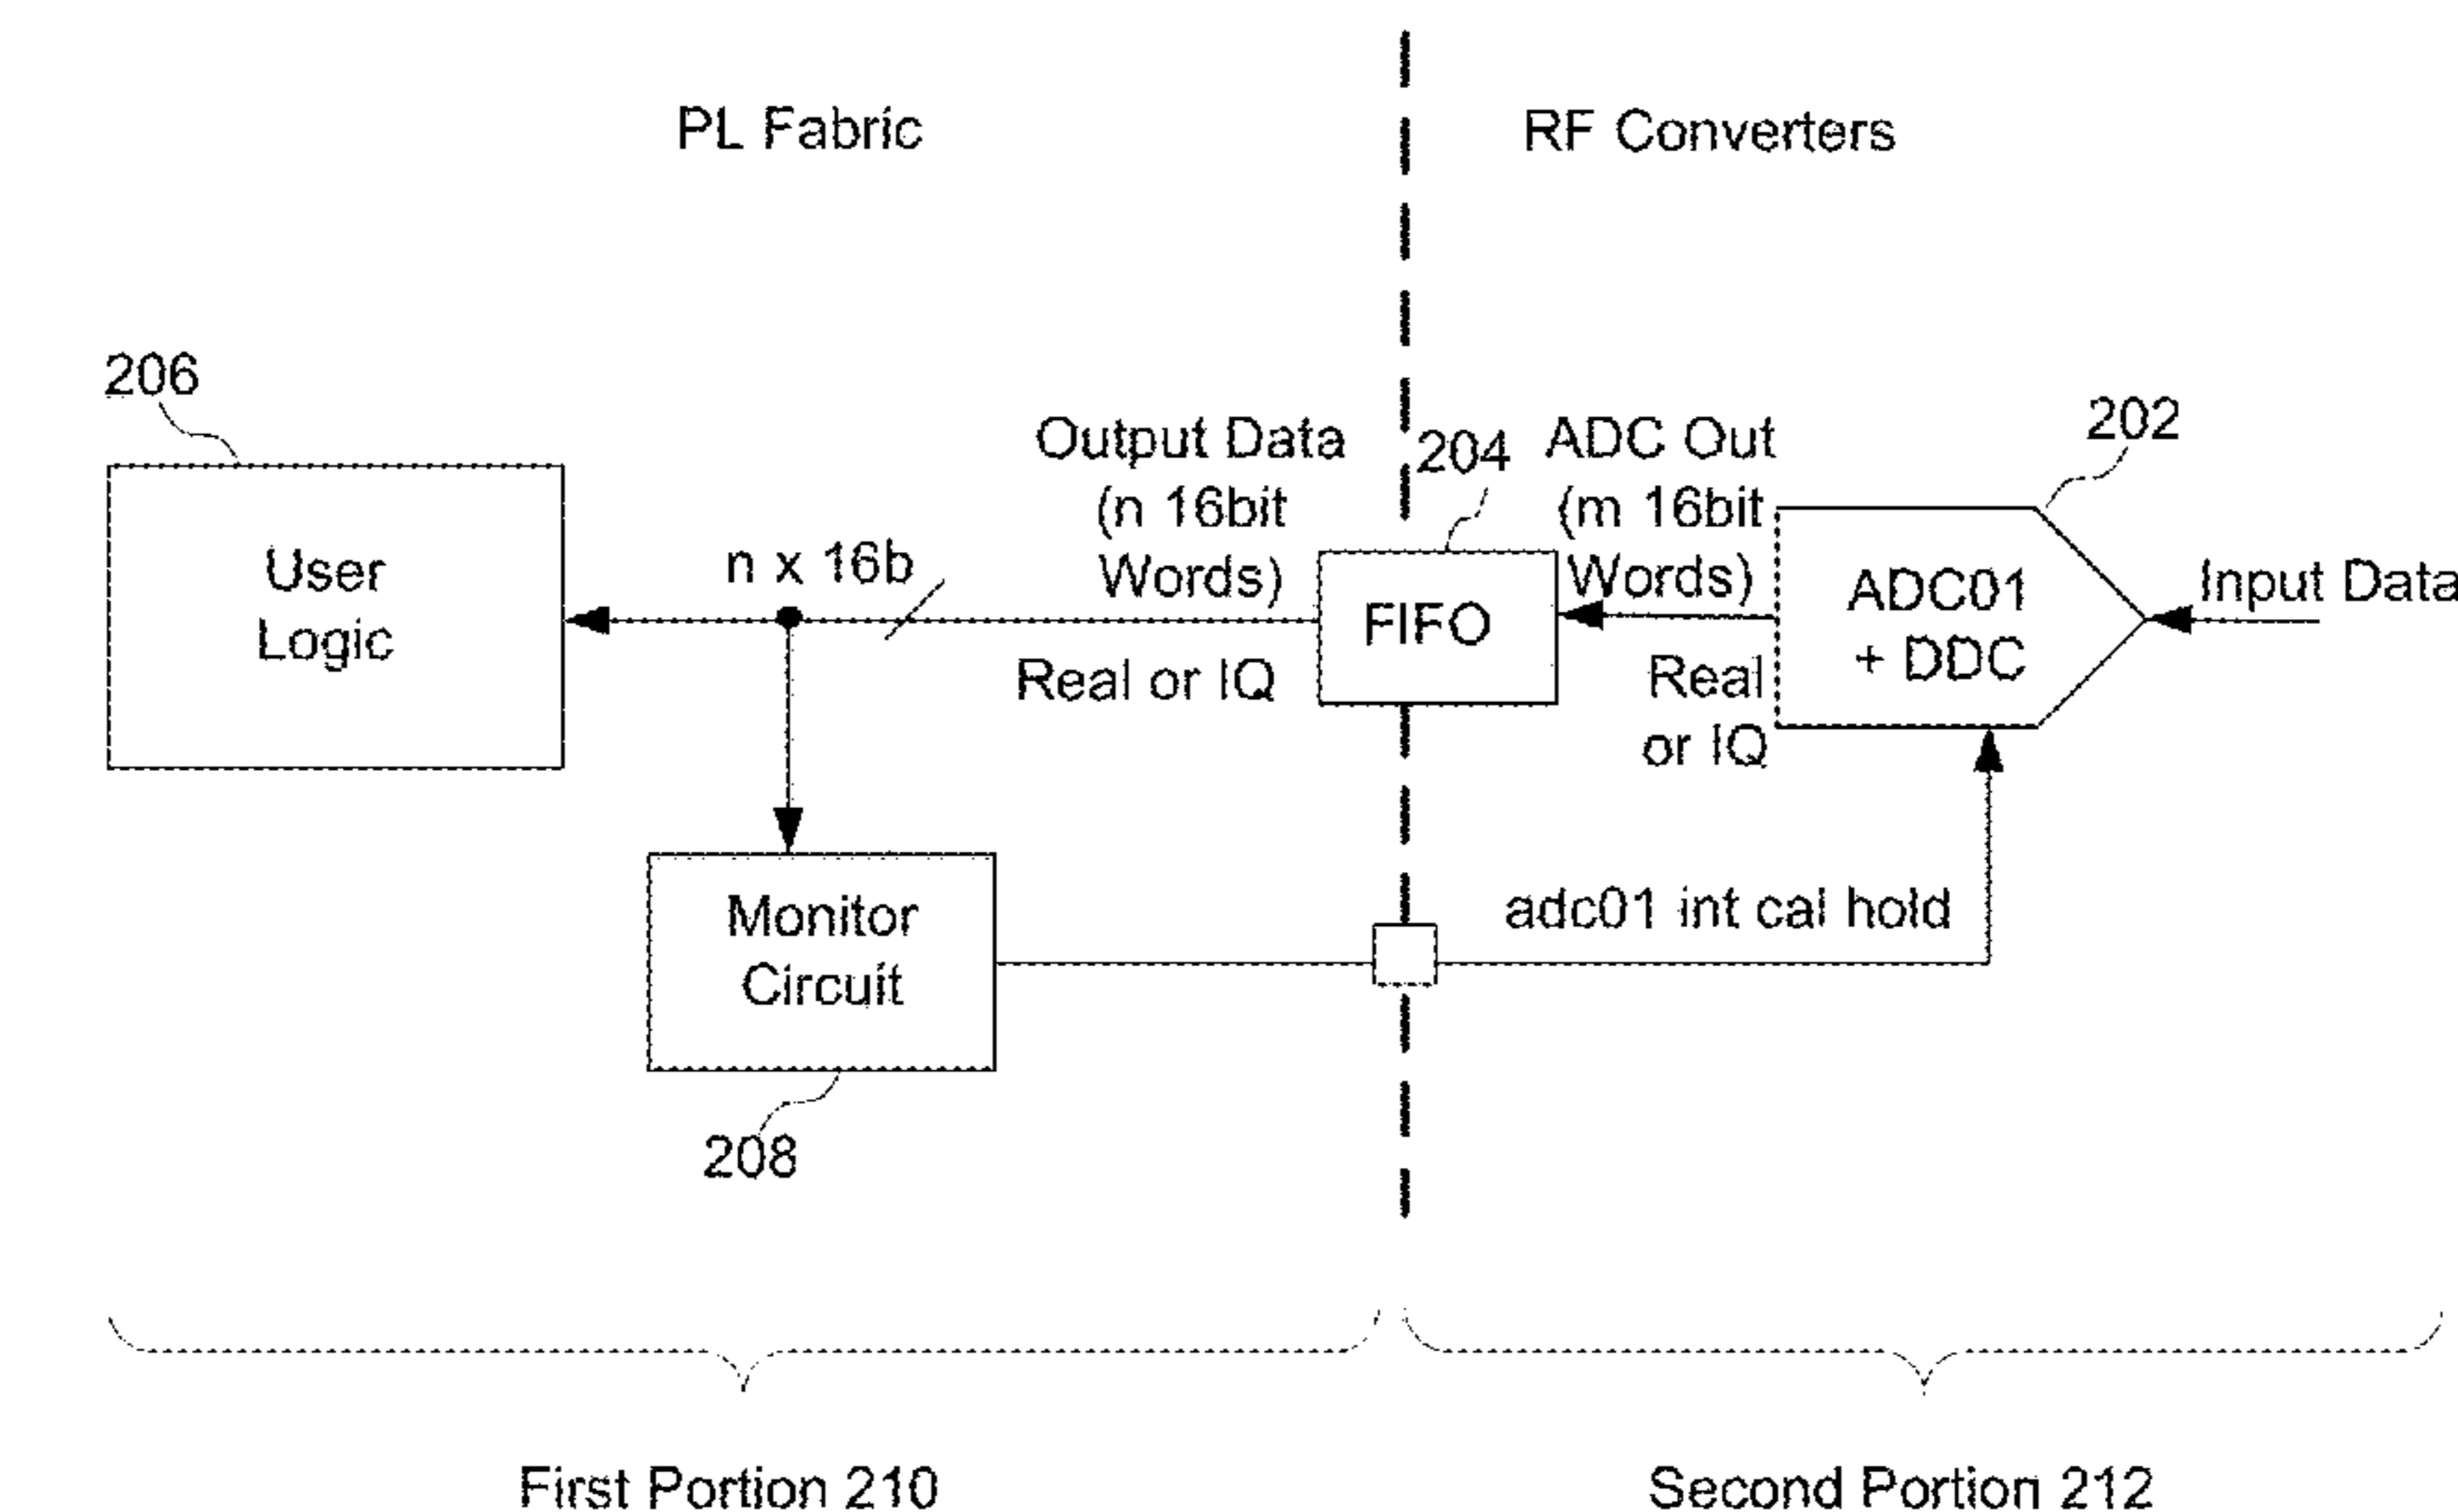 PL Fabric
RF Converters
206
Output Data
(n 16bit
Words)
204
ADC Out
(m 16bit
Words)
202
User
Logic
n x 16b
FIFO
ADC01
+ DDC
Input Data
Real or IQ
Real
or IQ
Monitor
Circuit
adc01 int cal hold
208
First Portion 210
Second Portion 212